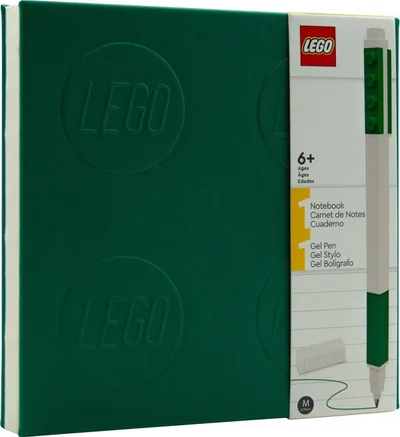 LEGO
LEGO
LEGO
6+
Ages
Âges
Edades
1 Notebook
Carnet de Notes
Cuaderno
1 Gel Pen
Gel Stylo
Gel Bolígrafo
M